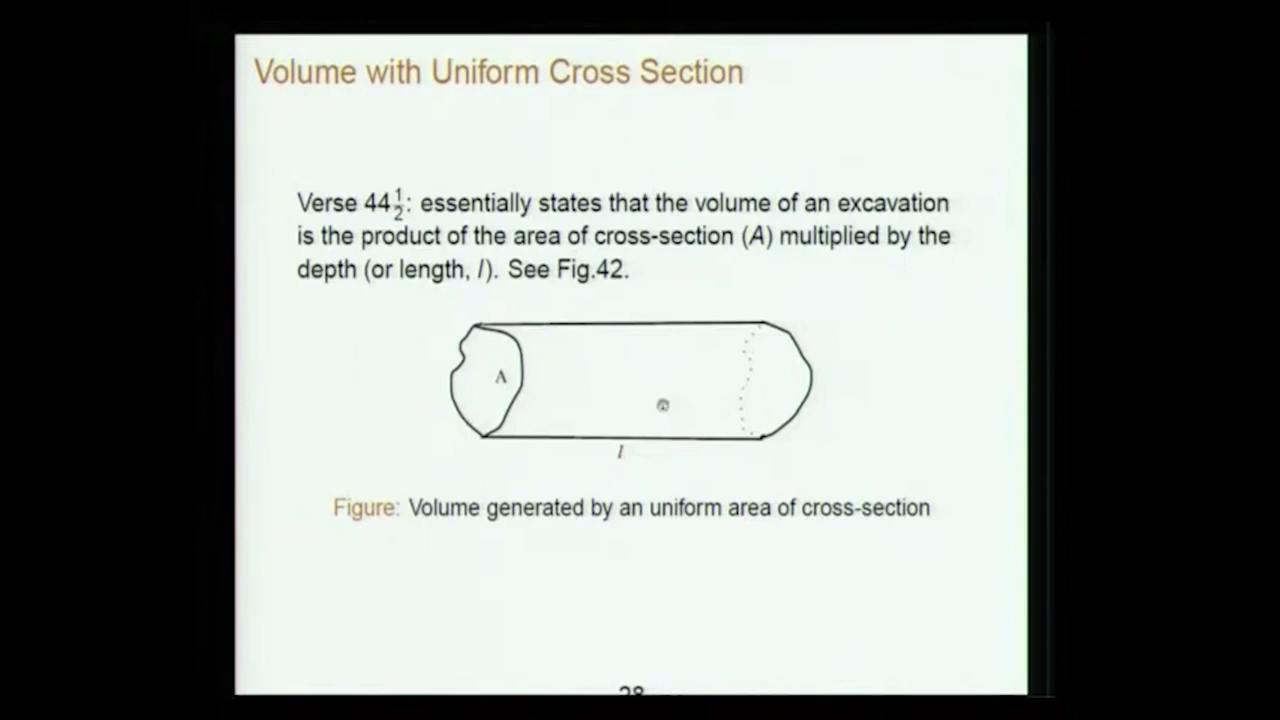 Volume with Uniform Cross Section
Verse 44½: essentially states that the volume of an excavation
is the product of the area of cross-section (A) multiplied by the
depth (or length, l). See Fig.42.
A
l
Figure: Volume generated by an uniform area of cross-section
28